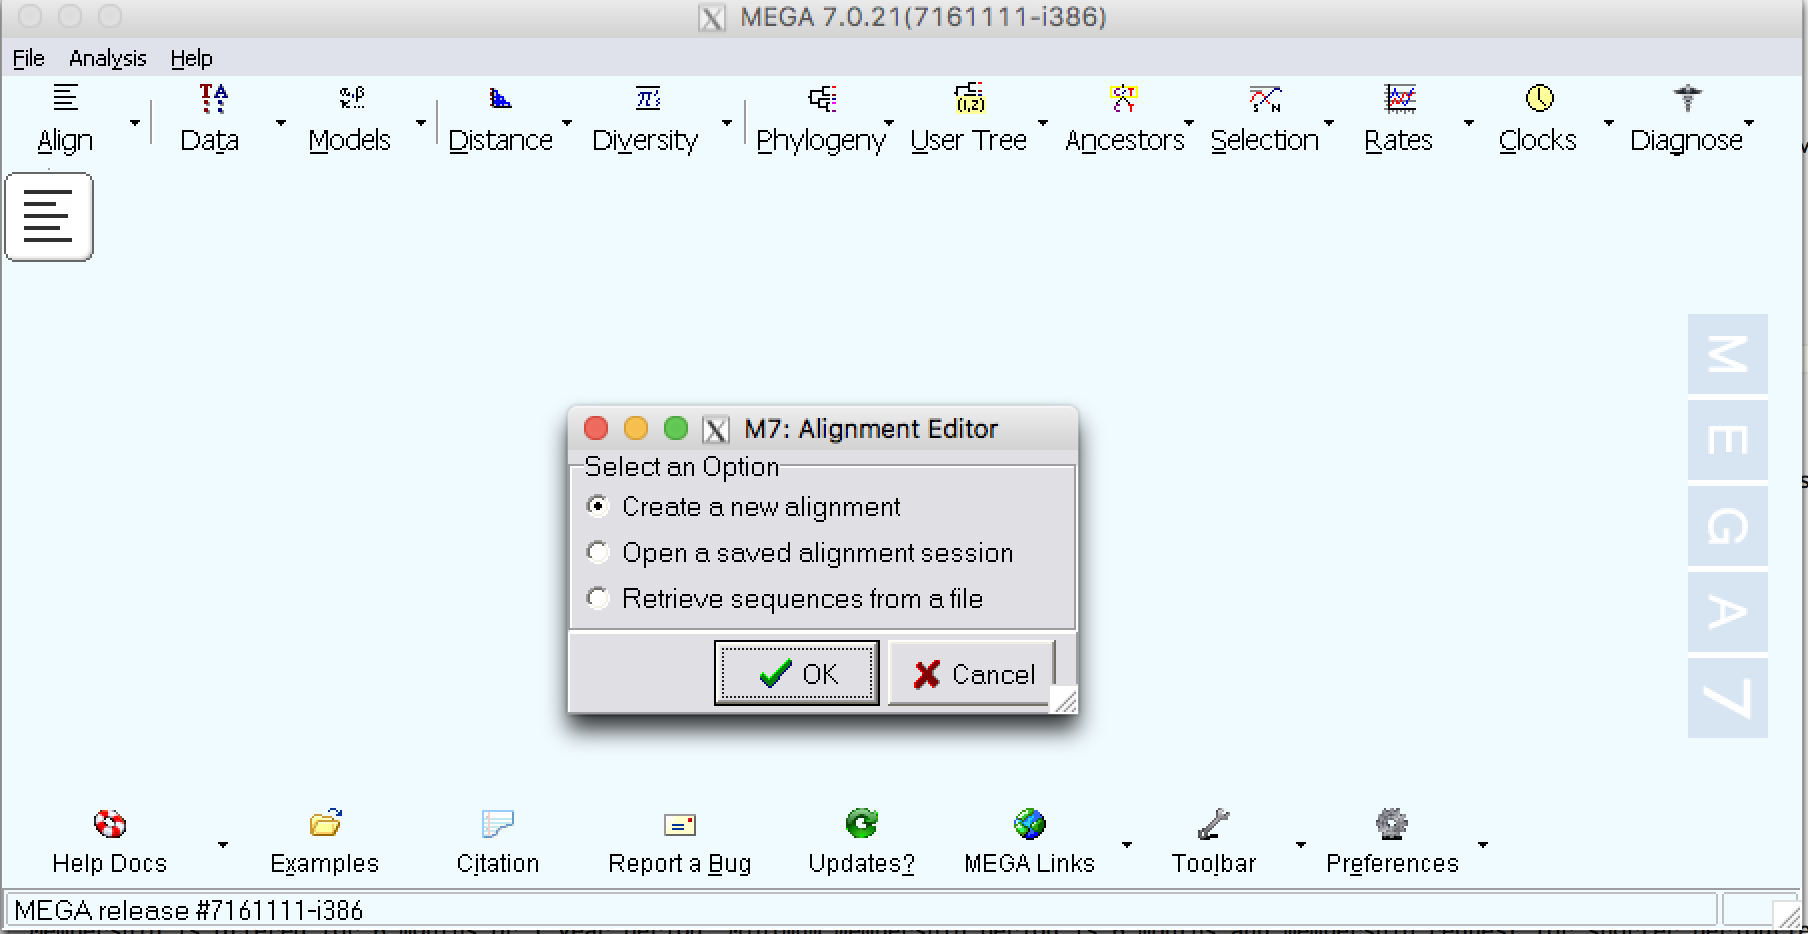 MEGA 7.0.21(7161111-i386)
File Analysis Help
Align Data Models Distance Diversity Phylogeny User Tree Ancestors Selection Rates Clocks Diagnose
M7: Alignment Editor
Select an Option
Create a new alignment
Open a saved alignment session
Retrieve sequences from a file
OK Cancel
MEGA7
Help Docs Examples Citation Report a Bug Updates? MEGA Links Toolbar Preferences
MEGA release #7161111-i386